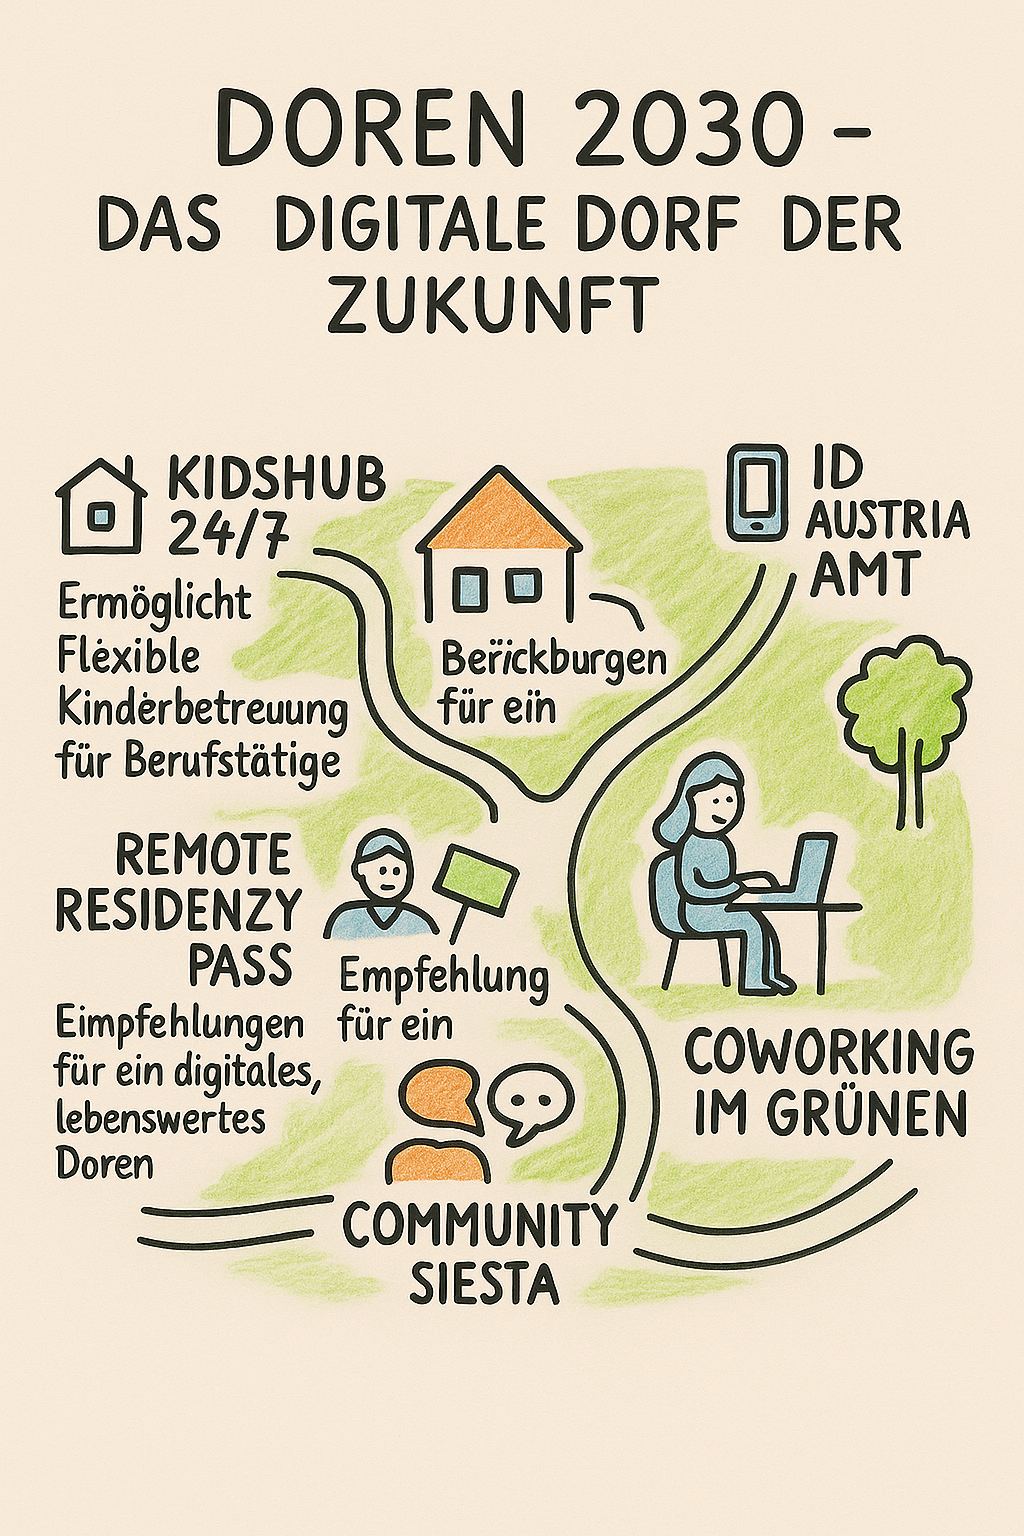 DOREN 2030 –
DAS DIGITALE DORF DER
ZUKUNFT
KIDSHUB
24/7
Ermöglicht
Flexible
Kinderbetreuung
für Berufstätige
Berïckburgen
für ein
ID
AUSTRIA
AMT
REMOTE
RESIDENZY
PASS
Eimpfehlungen
für ein digitales,
lebenswertes
Doren
Empfehlung
für ein
COWORKING
IM GRÜNEN
COMMUNITY
SIESTA